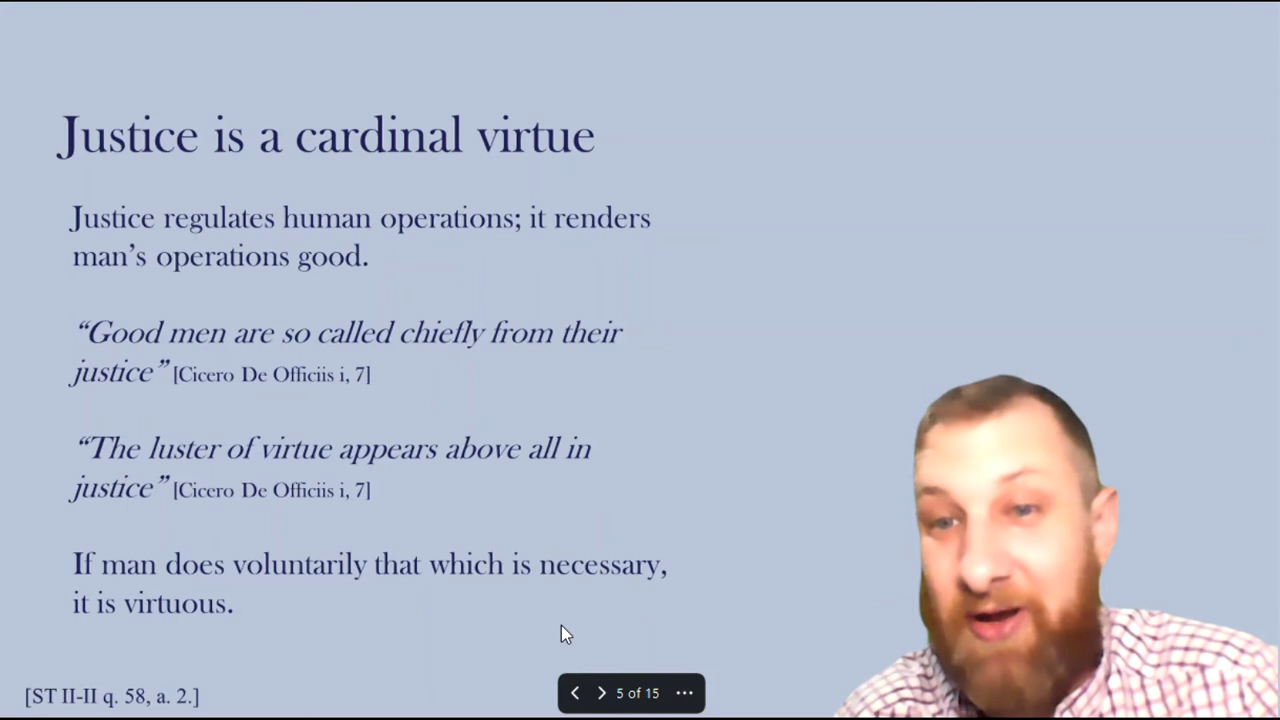 Justice is a cardinal virtue
Justice regulates human operations; it renders
man’s operations good.
“Good men are so called chiefly from their
justice” [Cicero De Officiis i, 7]
“The luster of virtue appears above all in
justice” [Cicero De Officiis i, 7]
If man does voluntarily that which is necessary,
it is virtuous.
[ST II-II q. 58, a. 2.]
5 of 15